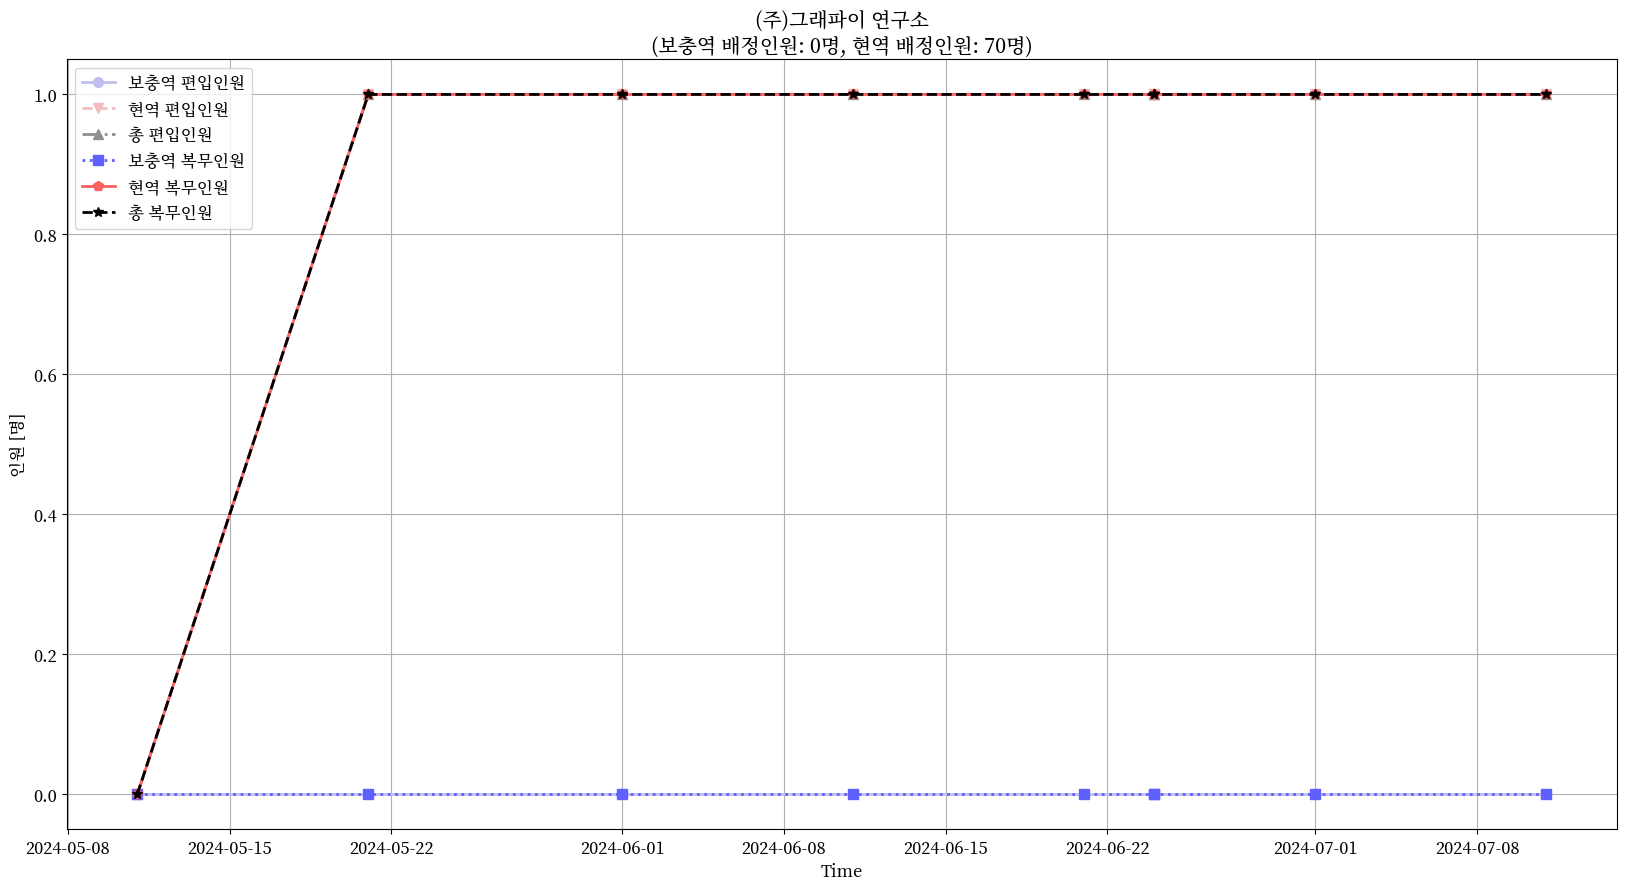 (주)그래파이 연구소
(보충역 배정인원: 0명, 현역 배정인원: 70명)
보충역 편입인원
현역 편입인원
총 편입인원
보충역 복무인원
현역 복무인원
총 복무인원
1.0
0.8
0.6
0.4
0.2
0.0
인원 [명]
2024-05-08 2024-05-15 2024-05-22 2024-06-01 2024-06-08 2024-06-15 2024-06-22 2024-07-01 2024-07-08
Time